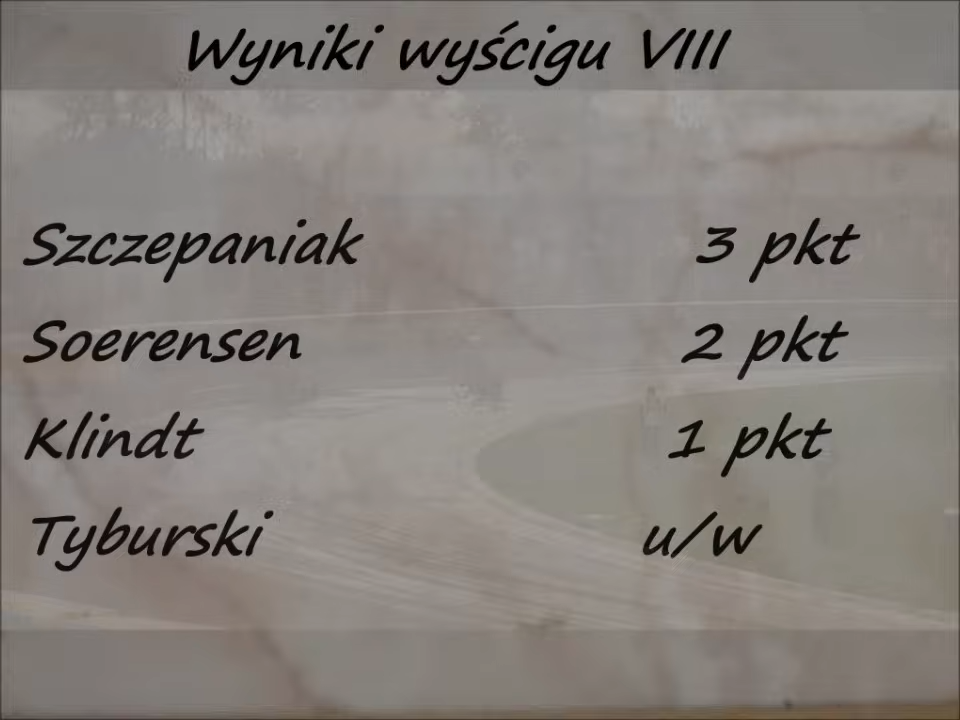 Wyniki wyścigu VIII
Szczepaniak 3 pkt
Soerensen 2 pkt
Klindt 1 pkt
Tyburski u/w